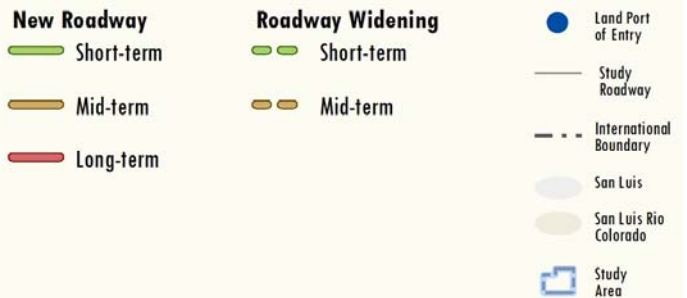 New Roadway
Short-term
Mid-term
Long-term
Roadway Widening
Short-term
Mid-term
Land Port
of Entry
Study
Roadway
International
Boundary
San Luis
San Luis Rio
Colorado
Study
Area